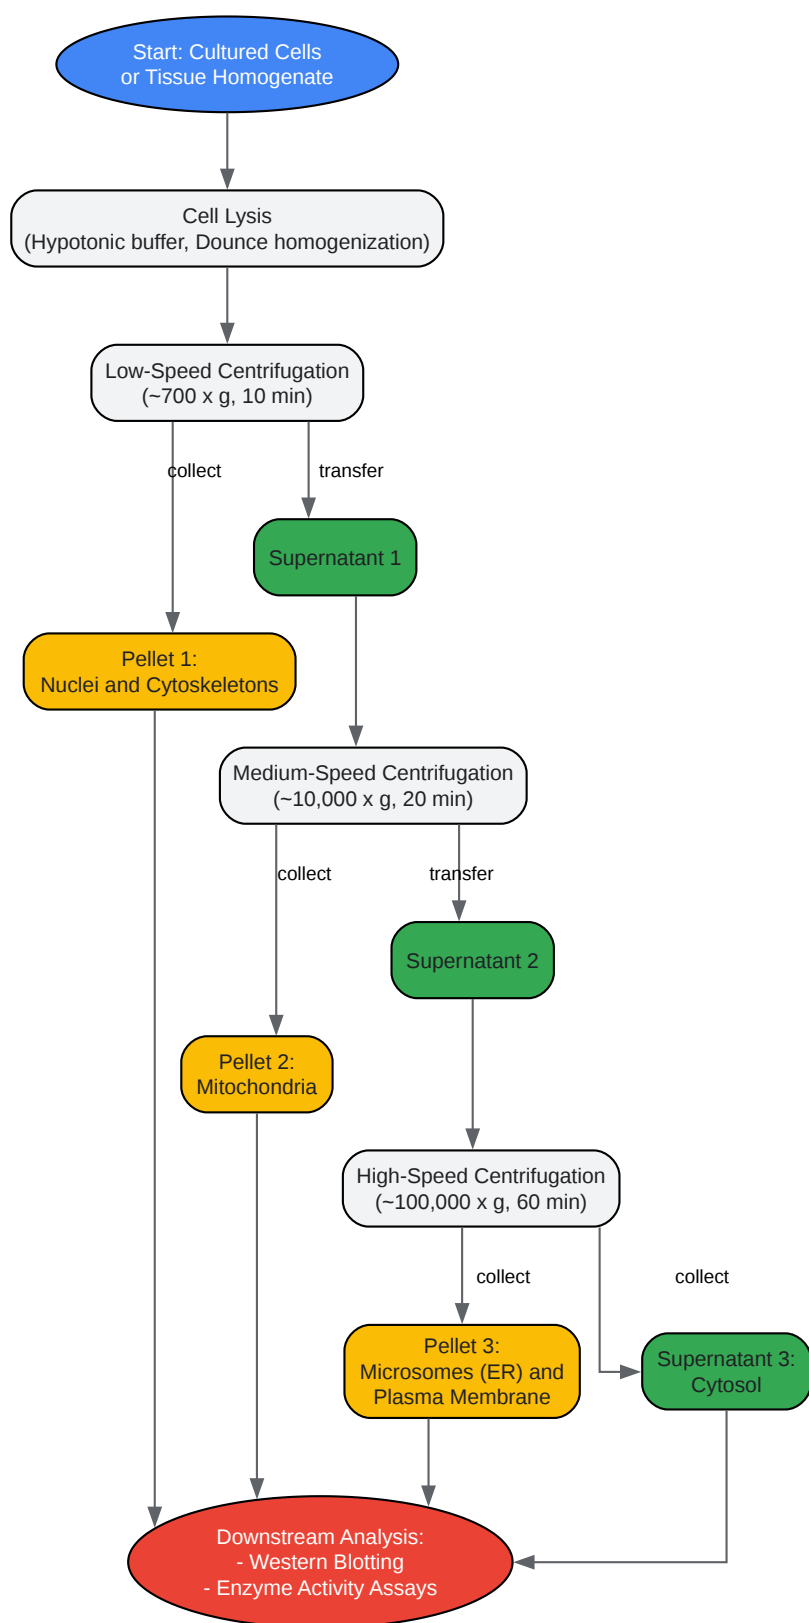 Start: Cultured Cells
or Tissue Homogenate
Cell Lysis
(Hypotonic buffer, Dounce homogenization)
Low-Speed Centrifugation
(~700 x g, 10 min)
collect
transfer
Supernatant 1
Pellet 1:
Nuclei and Cytoskeletons
Medium-Speed Centrifugation
(~10,000 x g, 20 min)
collect
transfer
Supernatant 2
Pellet 2:
Mitochondria
High-Speed Centrifugation
(~100,000 x g, 60 min)
collect
collect
Pellet 3:
Microsomes (ER) and
Plasma Membrane
Supernatant 3:
Cytosol
Downstream Analysis:
- Western Blotting
- Enzyme Activity Assays